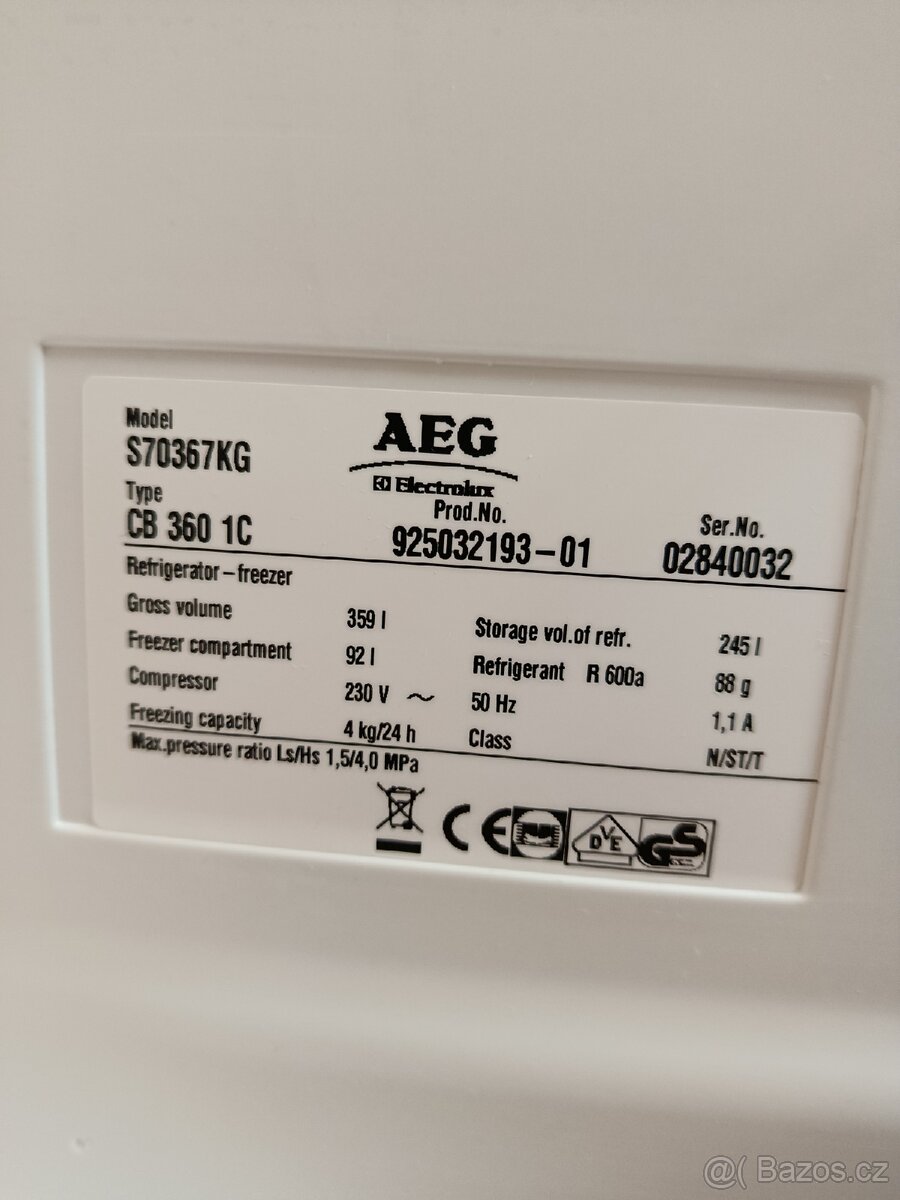 Model
S70367KG
AEG
Electrolux
Type
CB 360 1C
Prod.No.
925032193-01
Ser.No.
02840032
Refrigerator-freezer
Gross volume 359 l Storage vol.of refr. 245 l
Freezer compartment 92 l Refrigerant R 600a 88 g
Compressor 230 V ~ 50 Hz 1,1 A
Freezing capacity 4 kg/24 h Class N/ST/T
Max.pressure ratio Ls/Hs 1,5/4,0 MPa
CE
DVE
GS
@( Bazos.cz